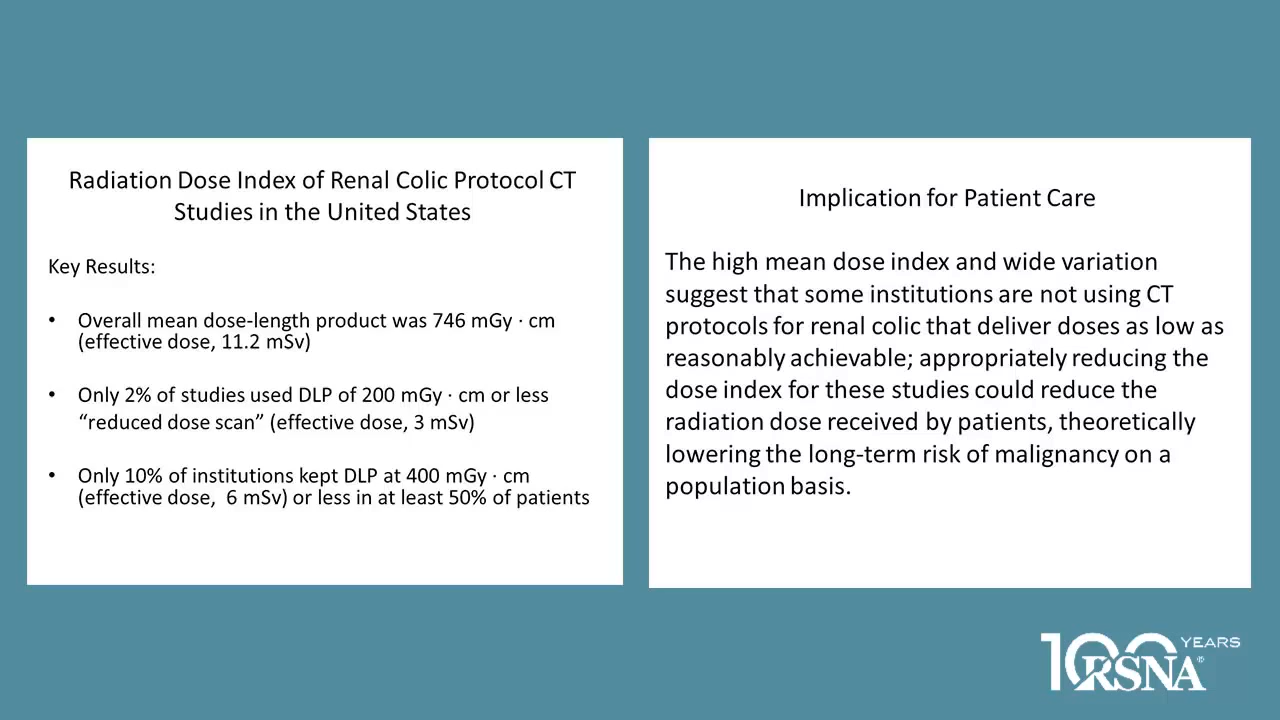 Radiation Dose Index of Renal Colic Protocol CT
Studies in the United States
Key Results:
• Overall mean dose-length product was 746 mGy · cm
(effective dose, 11.2 mSv)
• Only 2% of studies used DLP of 200 mGy · cm or less
“reduced dose scan” (effective dose, 3 mSv)
• Only 10% of institutions kept DLP at 400 mGy · cm
(effective dose,  6 mSv) or less in at least 50% of patients
Implication for Patient Care
The high mean dose index and wide variation
suggest that some institutions are not using CT
protocols for renal colic that deliver doses as low as
reasonably achievable; appropriately reducing the
dose index for these studies could reduce the
radiation dose received by patients, theoretically
lowering the long-term risk of malignancy on a
population basis.
100 YEARS
RSNA®